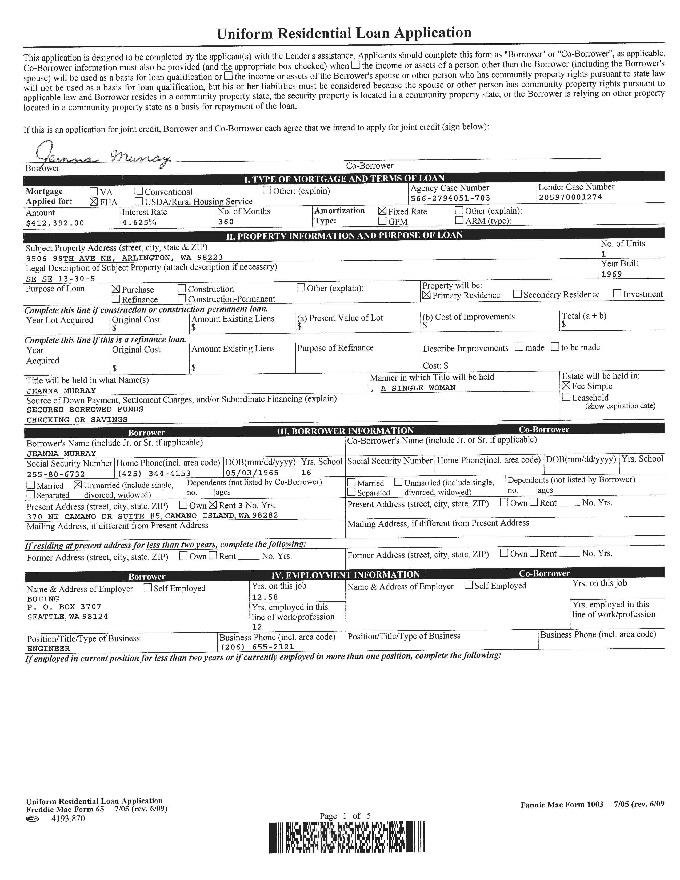 Uniform Residential Loan Application
This application is designed to be completed by the applicant(s) with the Lender's assistance. Applicants should complete this form as "Borrower" or "Co-Borrower", as applicable.
Co-Borrower information must also be provided (and the appropriate box checked) when ☐ the income or assets of a person other than the Borrower (including the Borrower's
spouse) will be used as a basis for loan qualification or ☐ the income or assets of the Borrower's spouse or other person who has community property rights pursuant to state law
will not be used as a basis for loan qualification, but his or her liabilities must be considered because the spouse or other person has community property rights pursuant to
applicable law and Borrower resides in a community property state, the security property is located in a community property state, or the Borrower is relying on other property
located in a community property state as a basis for repayment of the loan.
If this is an application for joint credit, Borrower and Co-Borrower each agree that we intend to apply for joint credit (sign below):
Jeanna Murray
Borrower Co-Borrower
I. TYPE OF MORTGAGE AND TERMS OF LOAN
Mortgage ☐ VA ☐ Conventional ☐ Other: (explain) Agency Case Number Lender Case Number
Applied for: ☒ FHA ☐ USDA/Rural Housing Service 566-2794051-703 205970001274
Amount Interest Rate No. of Months Amortization ☒ Fixed Rate ☐ Other (explain):
$412,392.00 4.625% 360 Type: ☐ GPM ☐ ARM (type):
II. PROPERTY INFORMATION AND PURPOSE OF LOAN
Subject Property Address (street, city, state & ZIP) No. of Units
9506 95TH AVE NE, ARLINGTON, WA 98223 1
Legal Description of Subject Property (attach description if necessary) Year Built
SE SE 13-30-5 1969
Purpose of Loan ☒ Purchase ☐ Construction ☐ Other (explain): Property will be:
☐ Refinance ☐ Construction-Permanent ☒ Primary Residence ☐ Secondary Residence ☐ Investment
Complete this line if construction or construction permanent loan.
Year Lot Acquired Original Cost Amount Existing Liens (a) Present Value of Lot (b) Cost of Improvements Total (a + b)
$ $ $ $ $
Complete this line if this is a refinance loan.
Year Original Cost Amount Existing Liens Purpose of Refinance Describe Improvements ☐ made ☐ to be made
Acquired
$ $ Cost: $
Title will be held in what Name(s) Manner in which Title will be held Estate will be held in:
JEANNA MURRAY , A SINGLE WOMAN ☒ Fee Simple
Source of Down Payment, Settlement Charges, and/or Subordinate Financing (explain) ☐ Leasehold
SECURED BORROWED FUNDS (show expiration date)
CHECKING OR SAVINGS
Borrower III. BORROWER INFORMATION Co-Borrower
Borrower's Name (include Jr. or Sr. if applicable) Co-Borrower's Name (include Jr. or Sr. if applicable)
JEANNA MURRAY
Social Security Number Home Phone(incl. area code) DOB(mm/dd/yyyy) Yrs. School Social Security Number Home Phone(incl. area code) DOB(mm/dd/yyyy) Yrs. School
255-80-6732 (425) 344-4153 05/03/1965 16
☐ Married ☒ Unmarried (include single, Dependents (not listed by Co-Borrower) ☐ Married ☐ Unmarried (include single, Dependents (not listed by Borrower)
☐ Separated divorced, widowed) no. ages ☐ Separated divorced, widowed) no. ages
Present Address (street, city, state, ZIP) ☐ Own ☒ Rent 3 No. Yrs. Present Address (street, city, state, ZIP) ☐ Own ☐ Rent No. Yrs.
370 NE CAMANO DR SUITE #5, CAMANO ISLAND, WA 98282
Mailing Address, if different from Present Address Mailing Address, if different from Present Address
If residing at present address for less than two years, complete the following:
Former Address (street, city, state, ZIP) ☐ Own ☐ Rent No. Yrs. Former Address (street, city, state, ZIP) ☐ Own ☐ Rent No. Yrs.
Borrower IV. EMPLOYMENT INFORMATION Co-Borrower
Name & Address of Employer ☐ Self Employed Yrs. on this job Name & Address of Employer ☐ Self Employed Yrs. on this job
BOEING 12.58
P. O. BOX 3707 Yrs. employed in this Yrs. employed in this
SEATTLE, WA 98124 line of work/profession line of work/profession
12
Position/Title/Type of Business Business Phone (incl. area code) Position/Title/Type of Business Business Phone (incl. area code)
ENGINEER (206) 655-2121
If employed in current position for less than two years or if currently employed in more than one position, complete the following:
Uniform Residential Loan Application
Freddie Mac Form 65 7/05 (rev. 6/09) Fannie Mae Form 1003 7/05 (rev. 6/09
4193.870 Page 1 of 5